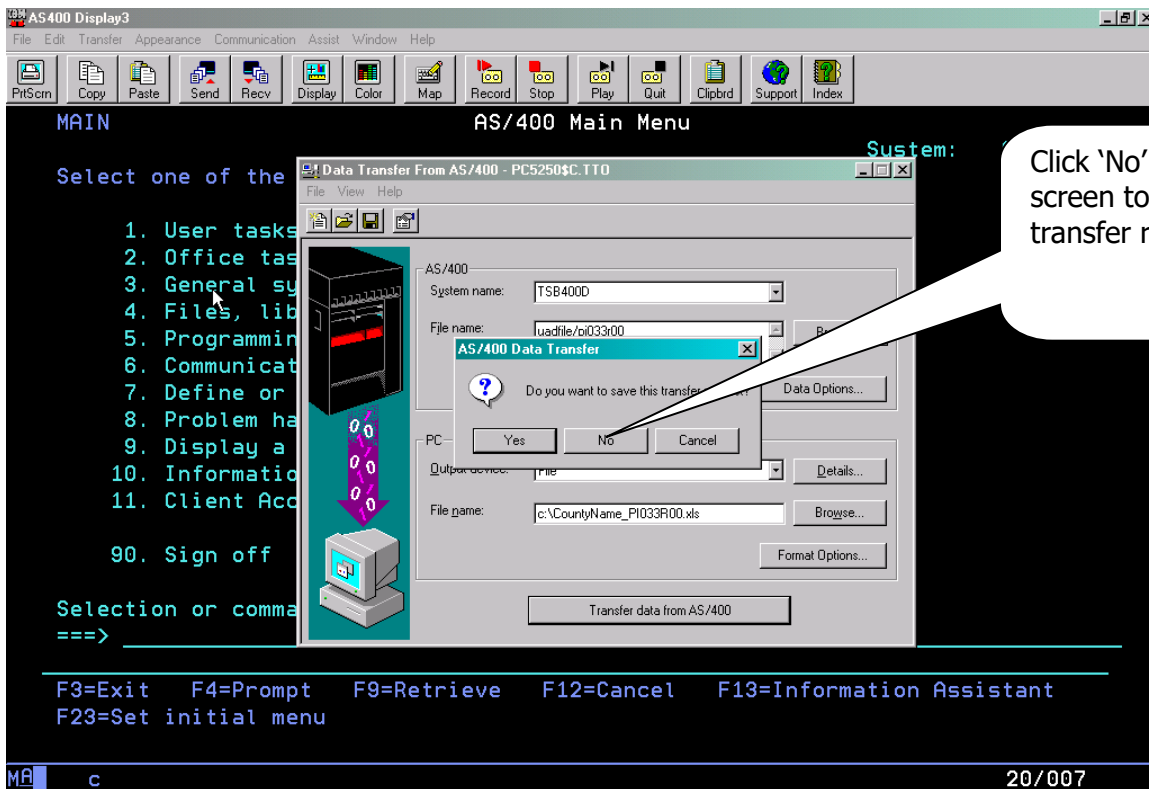 AS400 Display3
File Edit Transfer Appearance Communication Assist Window Help
PrtScrn Copy Paste Send Recv Display Color Map Record Stop Play Quit Clipbrd Support Index
MAIN AS/400 Main Menu
System:
Select one of the
1. User tasks
2. Office tas
3. General sy
4. Files, lib
5. Programmin
6. Communicat
7. Define or
8. Problem ha
9. Display a
10. Informatio
11. Client Acc
90. Sign off
Selection or comma
===>
F3=Exit F4=Prompt F9=Retrieve F12=Cancel F13=Information Assistant
F23=Set initial menu
MA c 20/007
Data Transfer From AS/400 - PC5250$C.TTO
File View Help
AS/400
System name: TSB400D
File name: uadfile/pi033r00
Data Options...
AS/400 Data Transfer
Do you want to save this transfer
Yes No Cancel
PC
Output device: File Details...
File name: c:\CountyName_PI033R00.xls Browse...
Format Options...
Transfer data from AS/400
Click ‘No’
screen to
transfer r